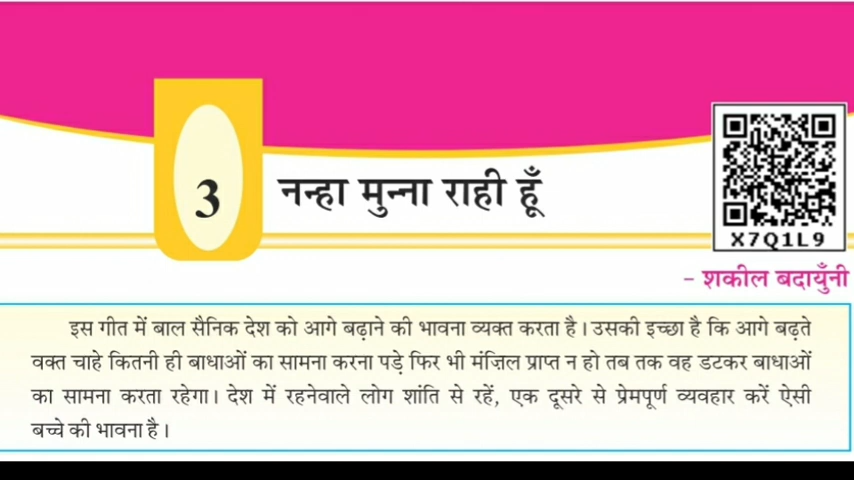 3
नन्हा मुन्ना राही हूँ
X7Q1L9
- शकील बदायुँनी
इस गीत में बाल सैनिक देश को आगे बढ़ाने की भावना व्यक्त करता है। उसकी इच्छा है कि आगे बढ़ते
वक्त चाहे कितनी ही बाधाओं का सामना करना पड़े फिर भी मंज़िल प्राप्त न हो तब तक वह डटकर बाधाओं
का सामना करता रहेगा। देश में रहनेवाले लोग शांति से रहें, एक दूसरे से प्रेमपूर्ण व्यवहार करें ऐसी
बच्चे की भावना है।